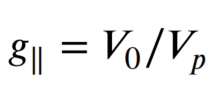 g∥ = V₀/Vₚ